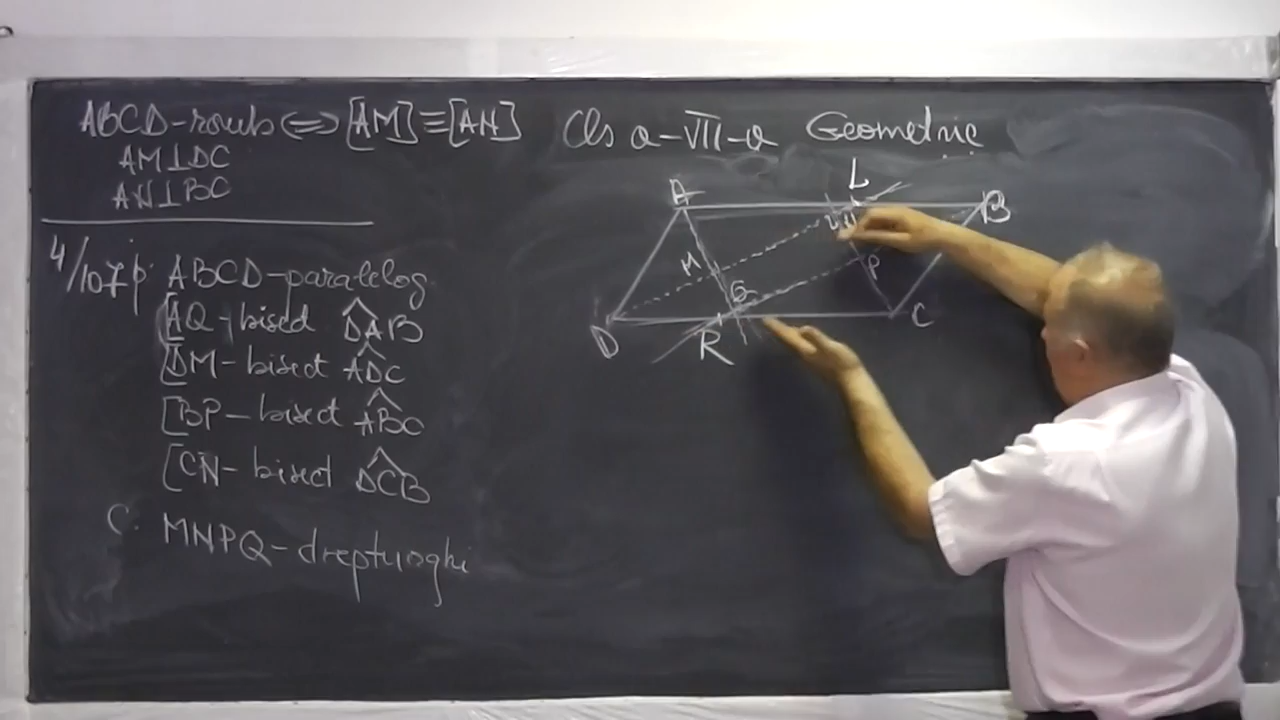 ABCD-romb ⇔ [AM] ≡ [AN]
AM⊥DC
AN⊥BC
Cls a-VII-a Geometrie
4/107p: ABCD-paralelog.
[AQ-bisect DAB
[DM-bisect ADC
[BP-bisect ABC
[CN-bisect DCB
C: MNPQ-dreptunghi
L
A
B
M
P
Q
D
R
C